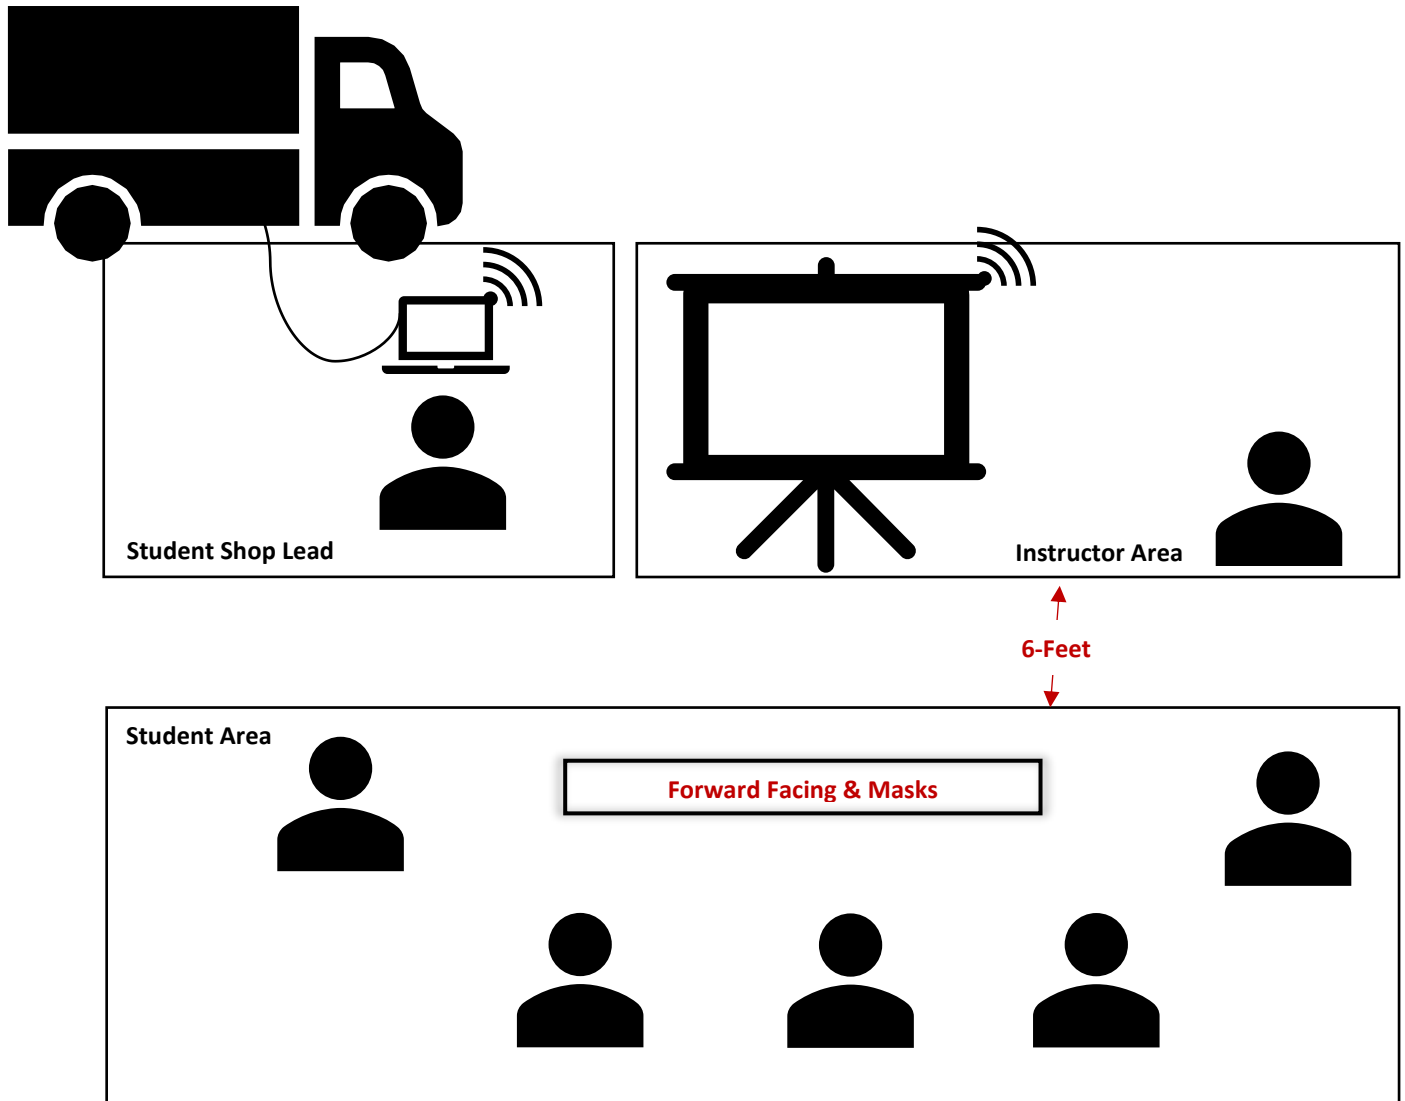 Student Shop Lead
Instructor Area
6-Feet
Student Area
Forward Facing & Masks